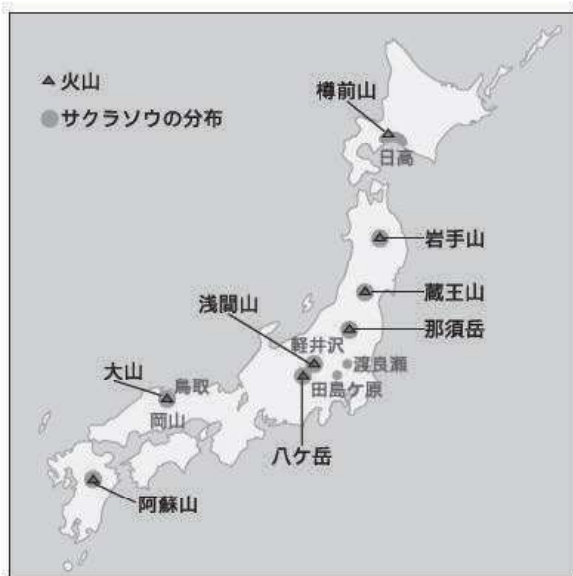 火山
サクラソウの分布
樽前山
日高
岩手山
蔵王山
浅間山
那須岳
軽井沢
渡良瀬
大山
鳥取
田島ケ原
岡山
八ケ岳
阿蘇山